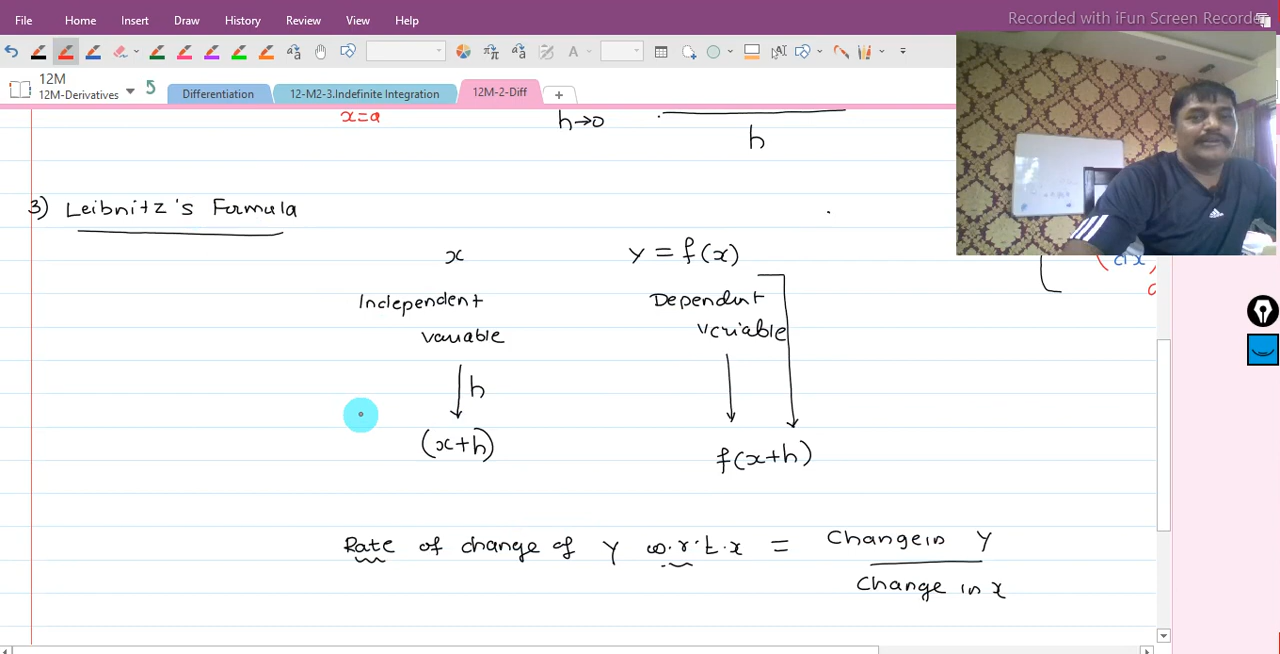 File Home Insert Draw History Review View Help
Recorded with iFun Screen Recorder
12M
12M-Derivatives
Differentiation
12-M2-3.Indefinite Integration
12M-2-Diff
x=a
h→0
h
3) Leibnitz's Formula
x y = f(x)
Independent Dependent
variable variable
h
(x+h) f(x+h)
Rate of change of y w.r.t.x = Change in y
Change in x